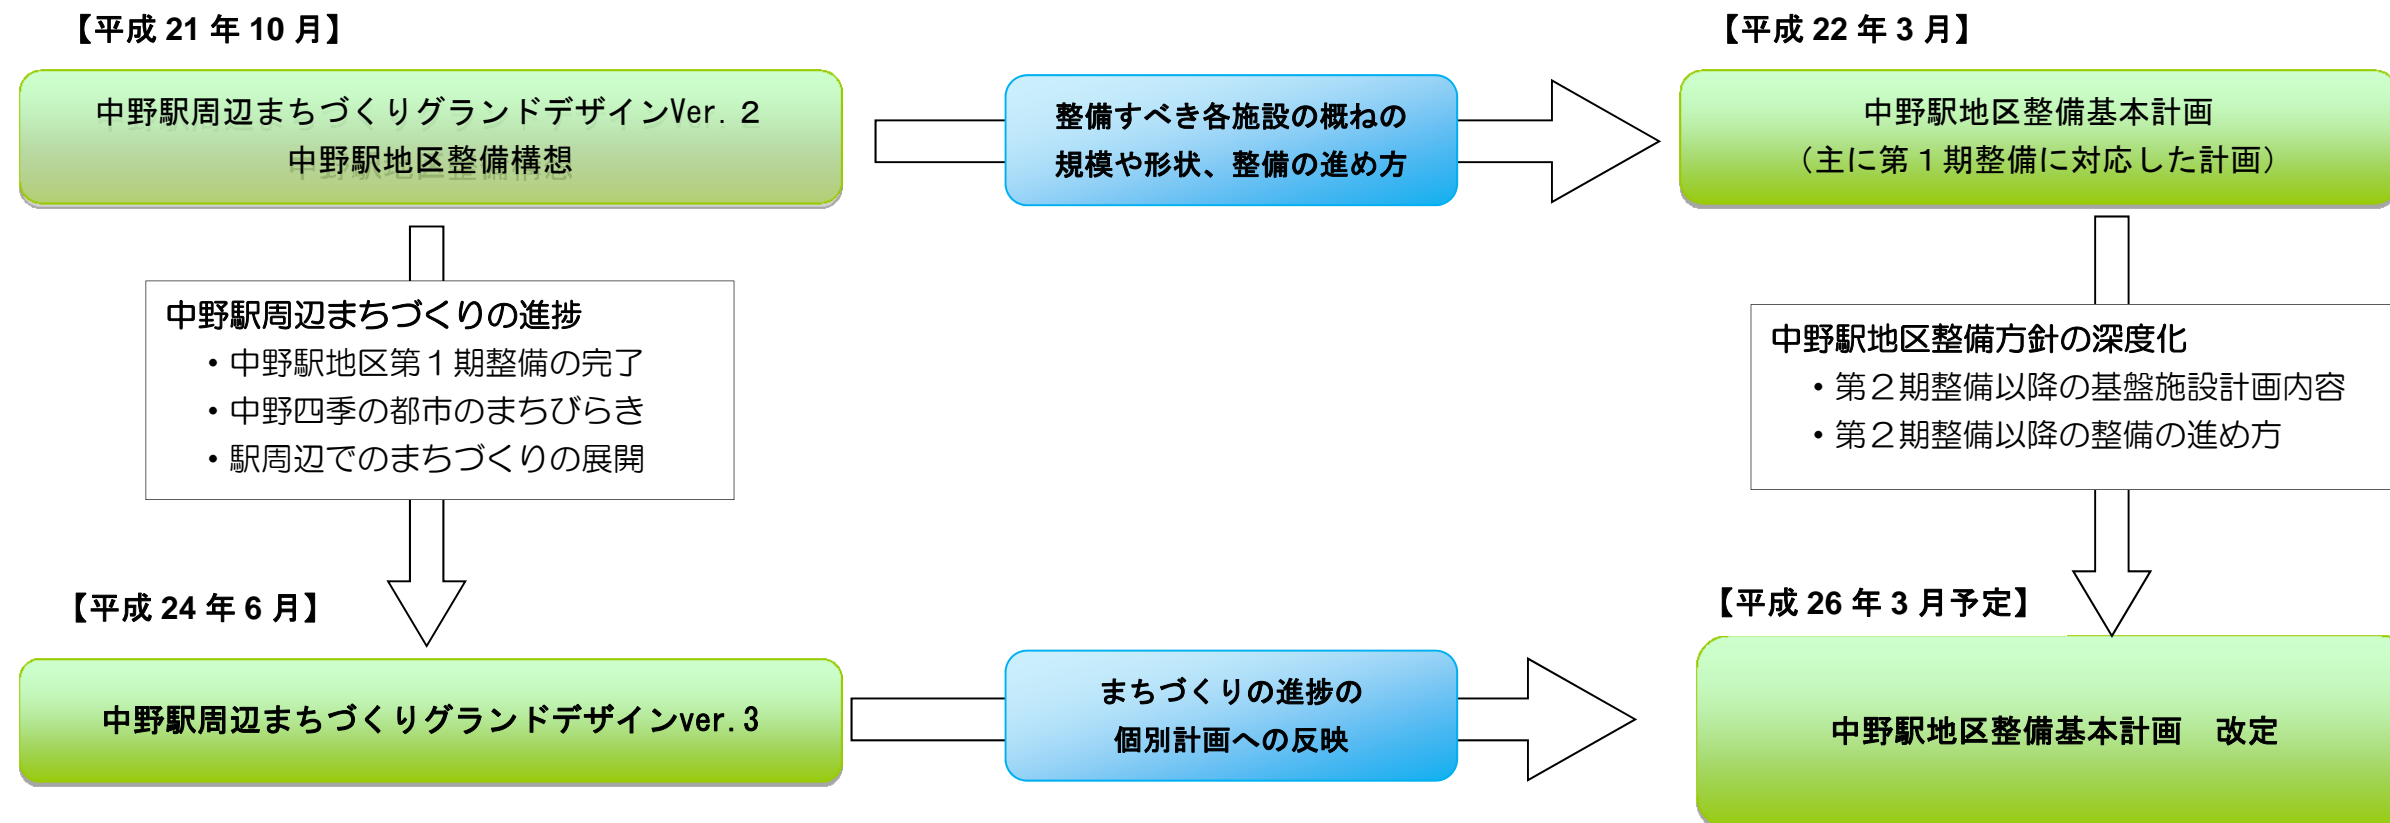 【平成 21 年 10 月】
【平成 22 年 3 月】
中野駅周辺まちづくりグランドデザインVer. 2
中野駅地区整備構想
整備すべき各施設の概ねの
規模や形状、整備の進め方
中野駅地区整備基本計画
（主に第１期整備に対応した計画）
中野駅周辺まちづくりの進捗
・中野駅地区第１期整備の完了
・中野四季の都市のまちびらき
・駅周辺でのまちづくりの展開
中野駅地区整備方針の深度化
・第２期整備以降の基盤施設計画内容
・第２期整備以降の整備の進め方
【平成 24 年 6 月】
【平成 26 年 3 月予定】
中野駅周辺まちづくりグランドデザインver.3
まちづくりの進捗の
個別計画への反映
中野駅地区整備基本計画　改定